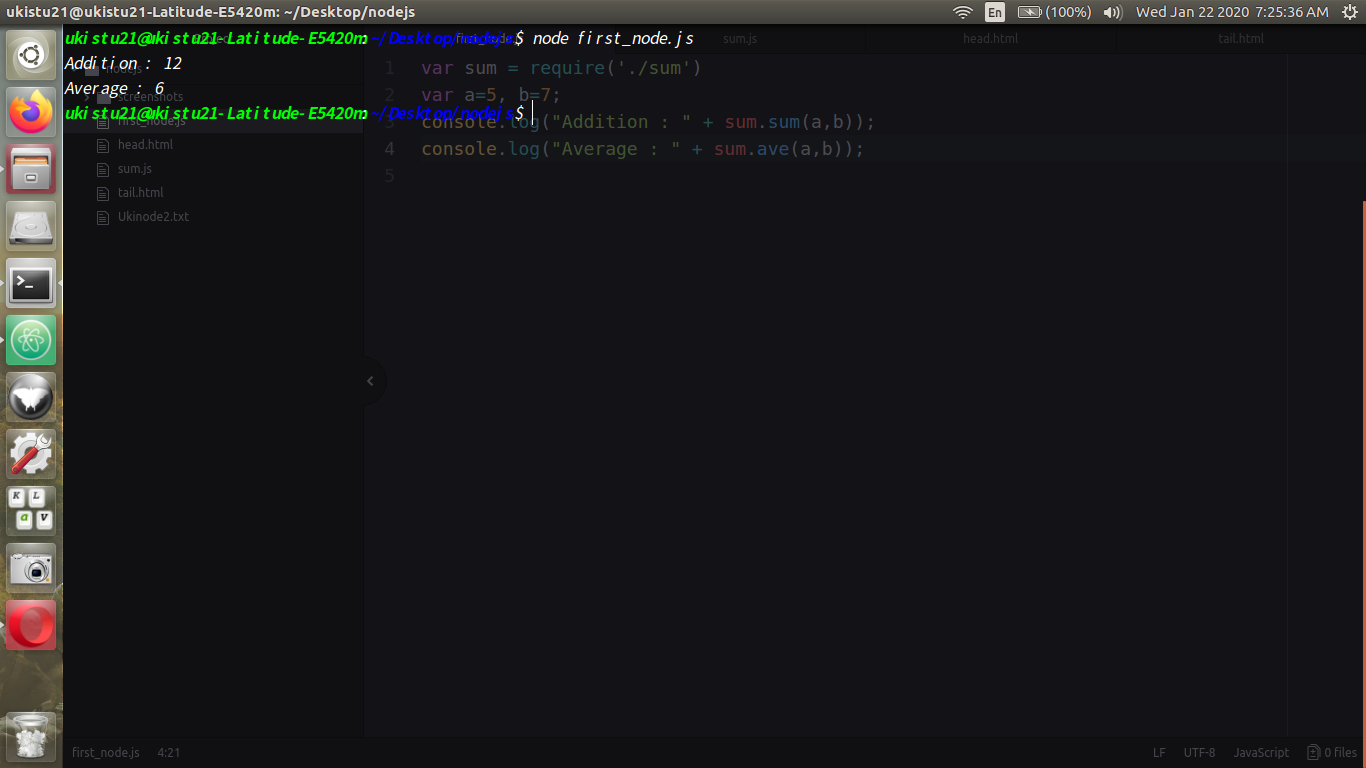 ukistu21@ukistu21-Latitude-E5420m: ~/Desktop/nodejs
En (100%) Wed Jan 22 2020 7:25:36 AM
ukistu21@ukistu21-Latitude-E5420m:~/Desktop/nodejs$ node first_node.js
sum.js head.html tail.html
Addition : 12
Average : 6
ukistu21@ukistu21-Latitude-E5420m:~/Desktop/nodejs$
nodejs
screenshots
first_node.js
head.html
sum.js
tail.html
Ukinode2.txt
1 var sum = require('./sum')
2 var a=5, b=7;
3 console.log("Addition : " + sum.sum(a,b));
4 console.log("Average : " + sum.ave(a,b));
5
K L
a v
first_node.js 4:21 LF UTF-8 JavaScript 0 files